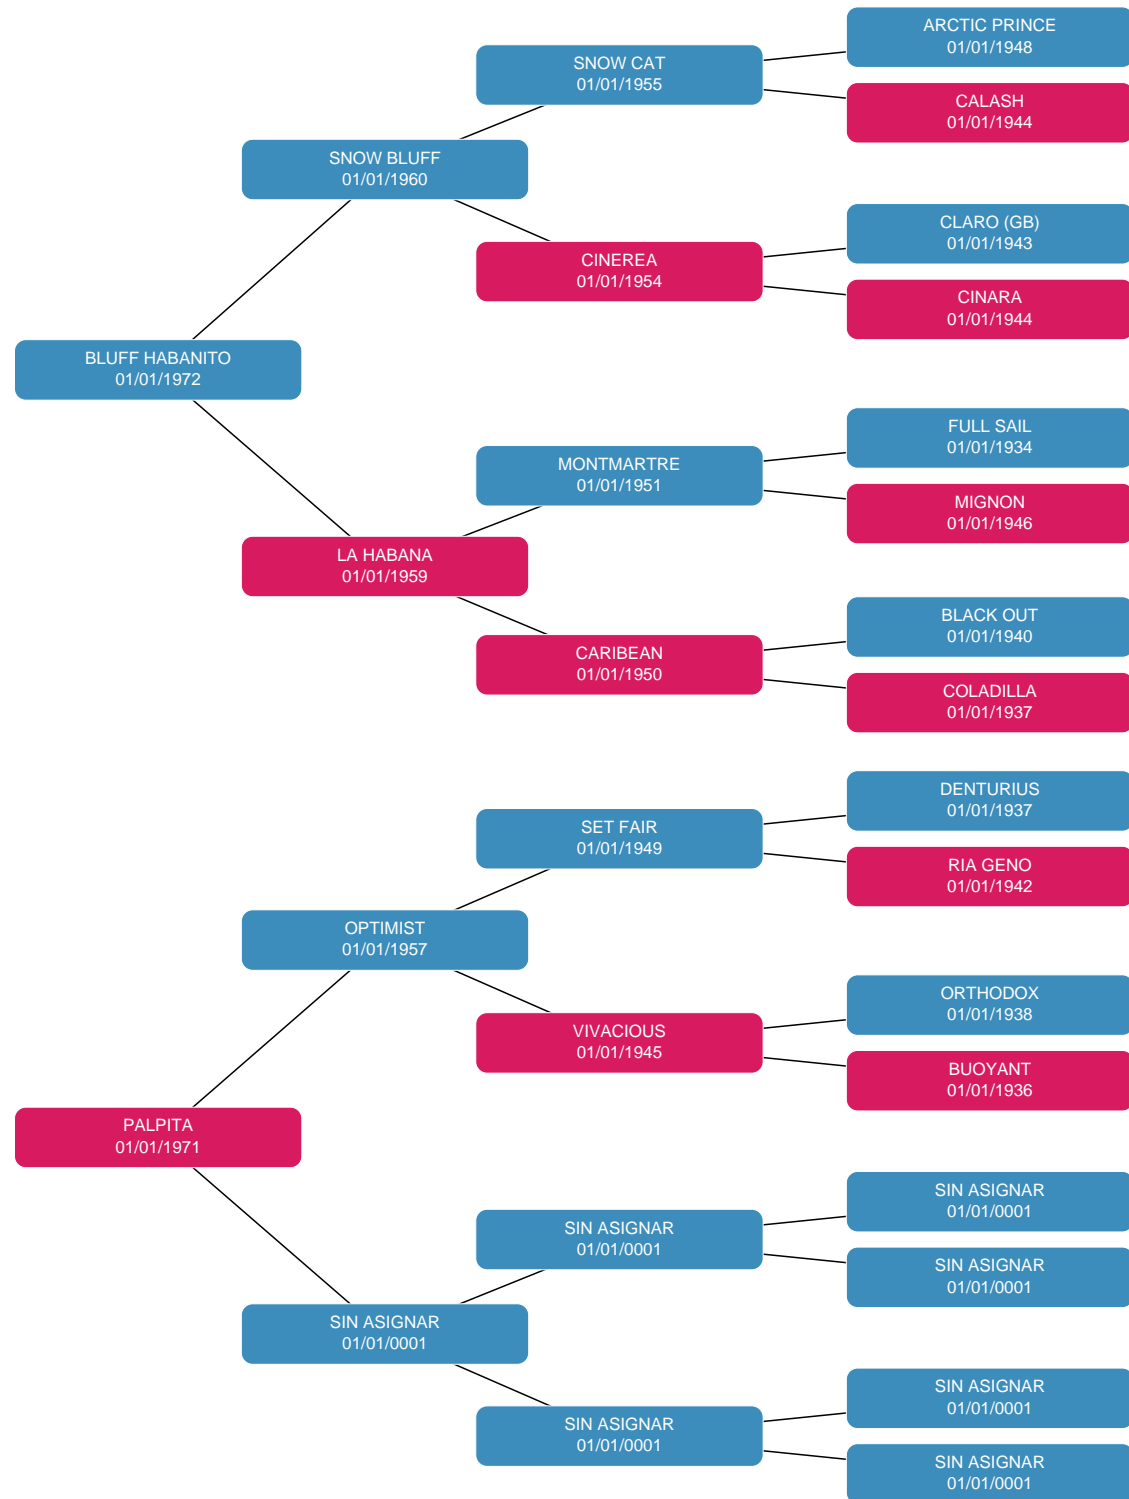 ARCTIC PRINCE
01/01/1948
SNOW CAT
01/01/1955
CALASH
01/01/1944
SNOW BLUFF
01/01/1960
CLARO (GB)
01/01/1943
CINEREA
01/01/1954
CINARA
01/01/1944
BLUFF HABANITO
01/01/1972
FULL SAIL
01/01/1934
MONTMARTRE
01/01/1951
MIGNON
01/01/1946
LA HABANA
01/01/1959
BLACK OUT
01/01/1940
CARIBEAN
01/01/1950
COLADILLA
01/01/1937
DENTURIUS
01/01/1937
SET FAIR
01/01/1949
RIA GENO
01/01/1942
OPTIMIST
01/01/1957
ORTHODOX
01/01/1938
VIVACIOUS
01/01/1945
BUOYANT
01/01/1936
PALPITA
01/01/1971
SIN ASIGNAR
01/01/0001
SIN ASIGNAR
01/01/0001
SIN ASIGNAR
01/01/0001
SIN ASIGNAR
01/01/0001
SIN ASIGNAR
01/01/0001
SIN ASIGNAR
01/01/0001
SIN ASIGNAR
01/01/0001